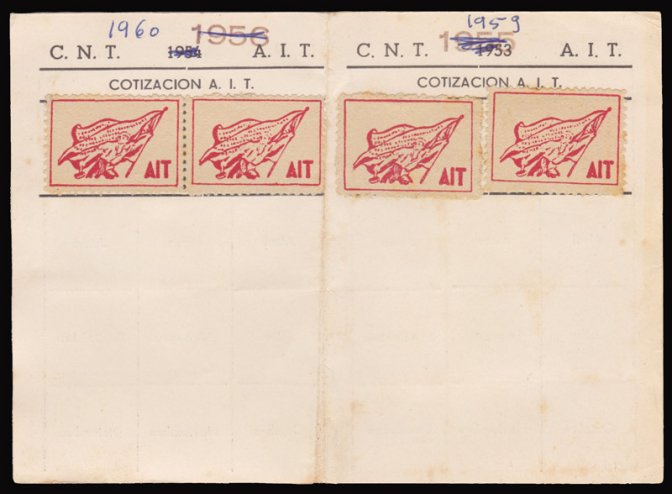 1960 1956
C. N. T. 1954 A. I. T.
COTIZACION A. I. T.
AIT AIT
1959
1955
C. N. T. 1953 A. I. T.
COTIZACION A. I. T.
AIT AIT